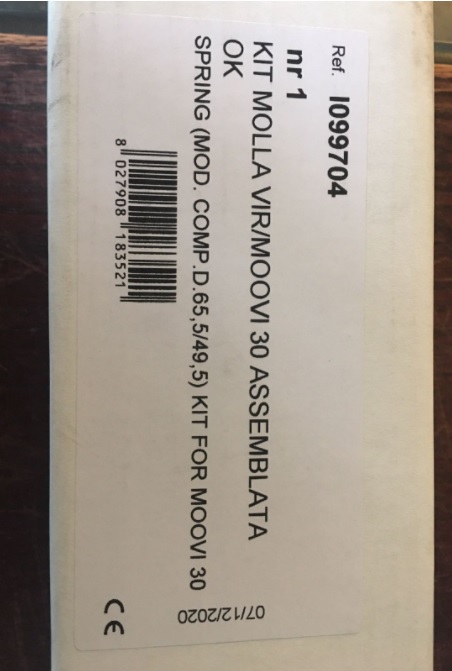 Ref. I099704
nr 1
KIT MOLLA VIR/MOOVI 30 ASSEMBLATA
OK
SPRING (MOD. COMP.D.65,5/49,5) KIT FOR MOOVI 30
8 027908 183521
07/12/2020
CE